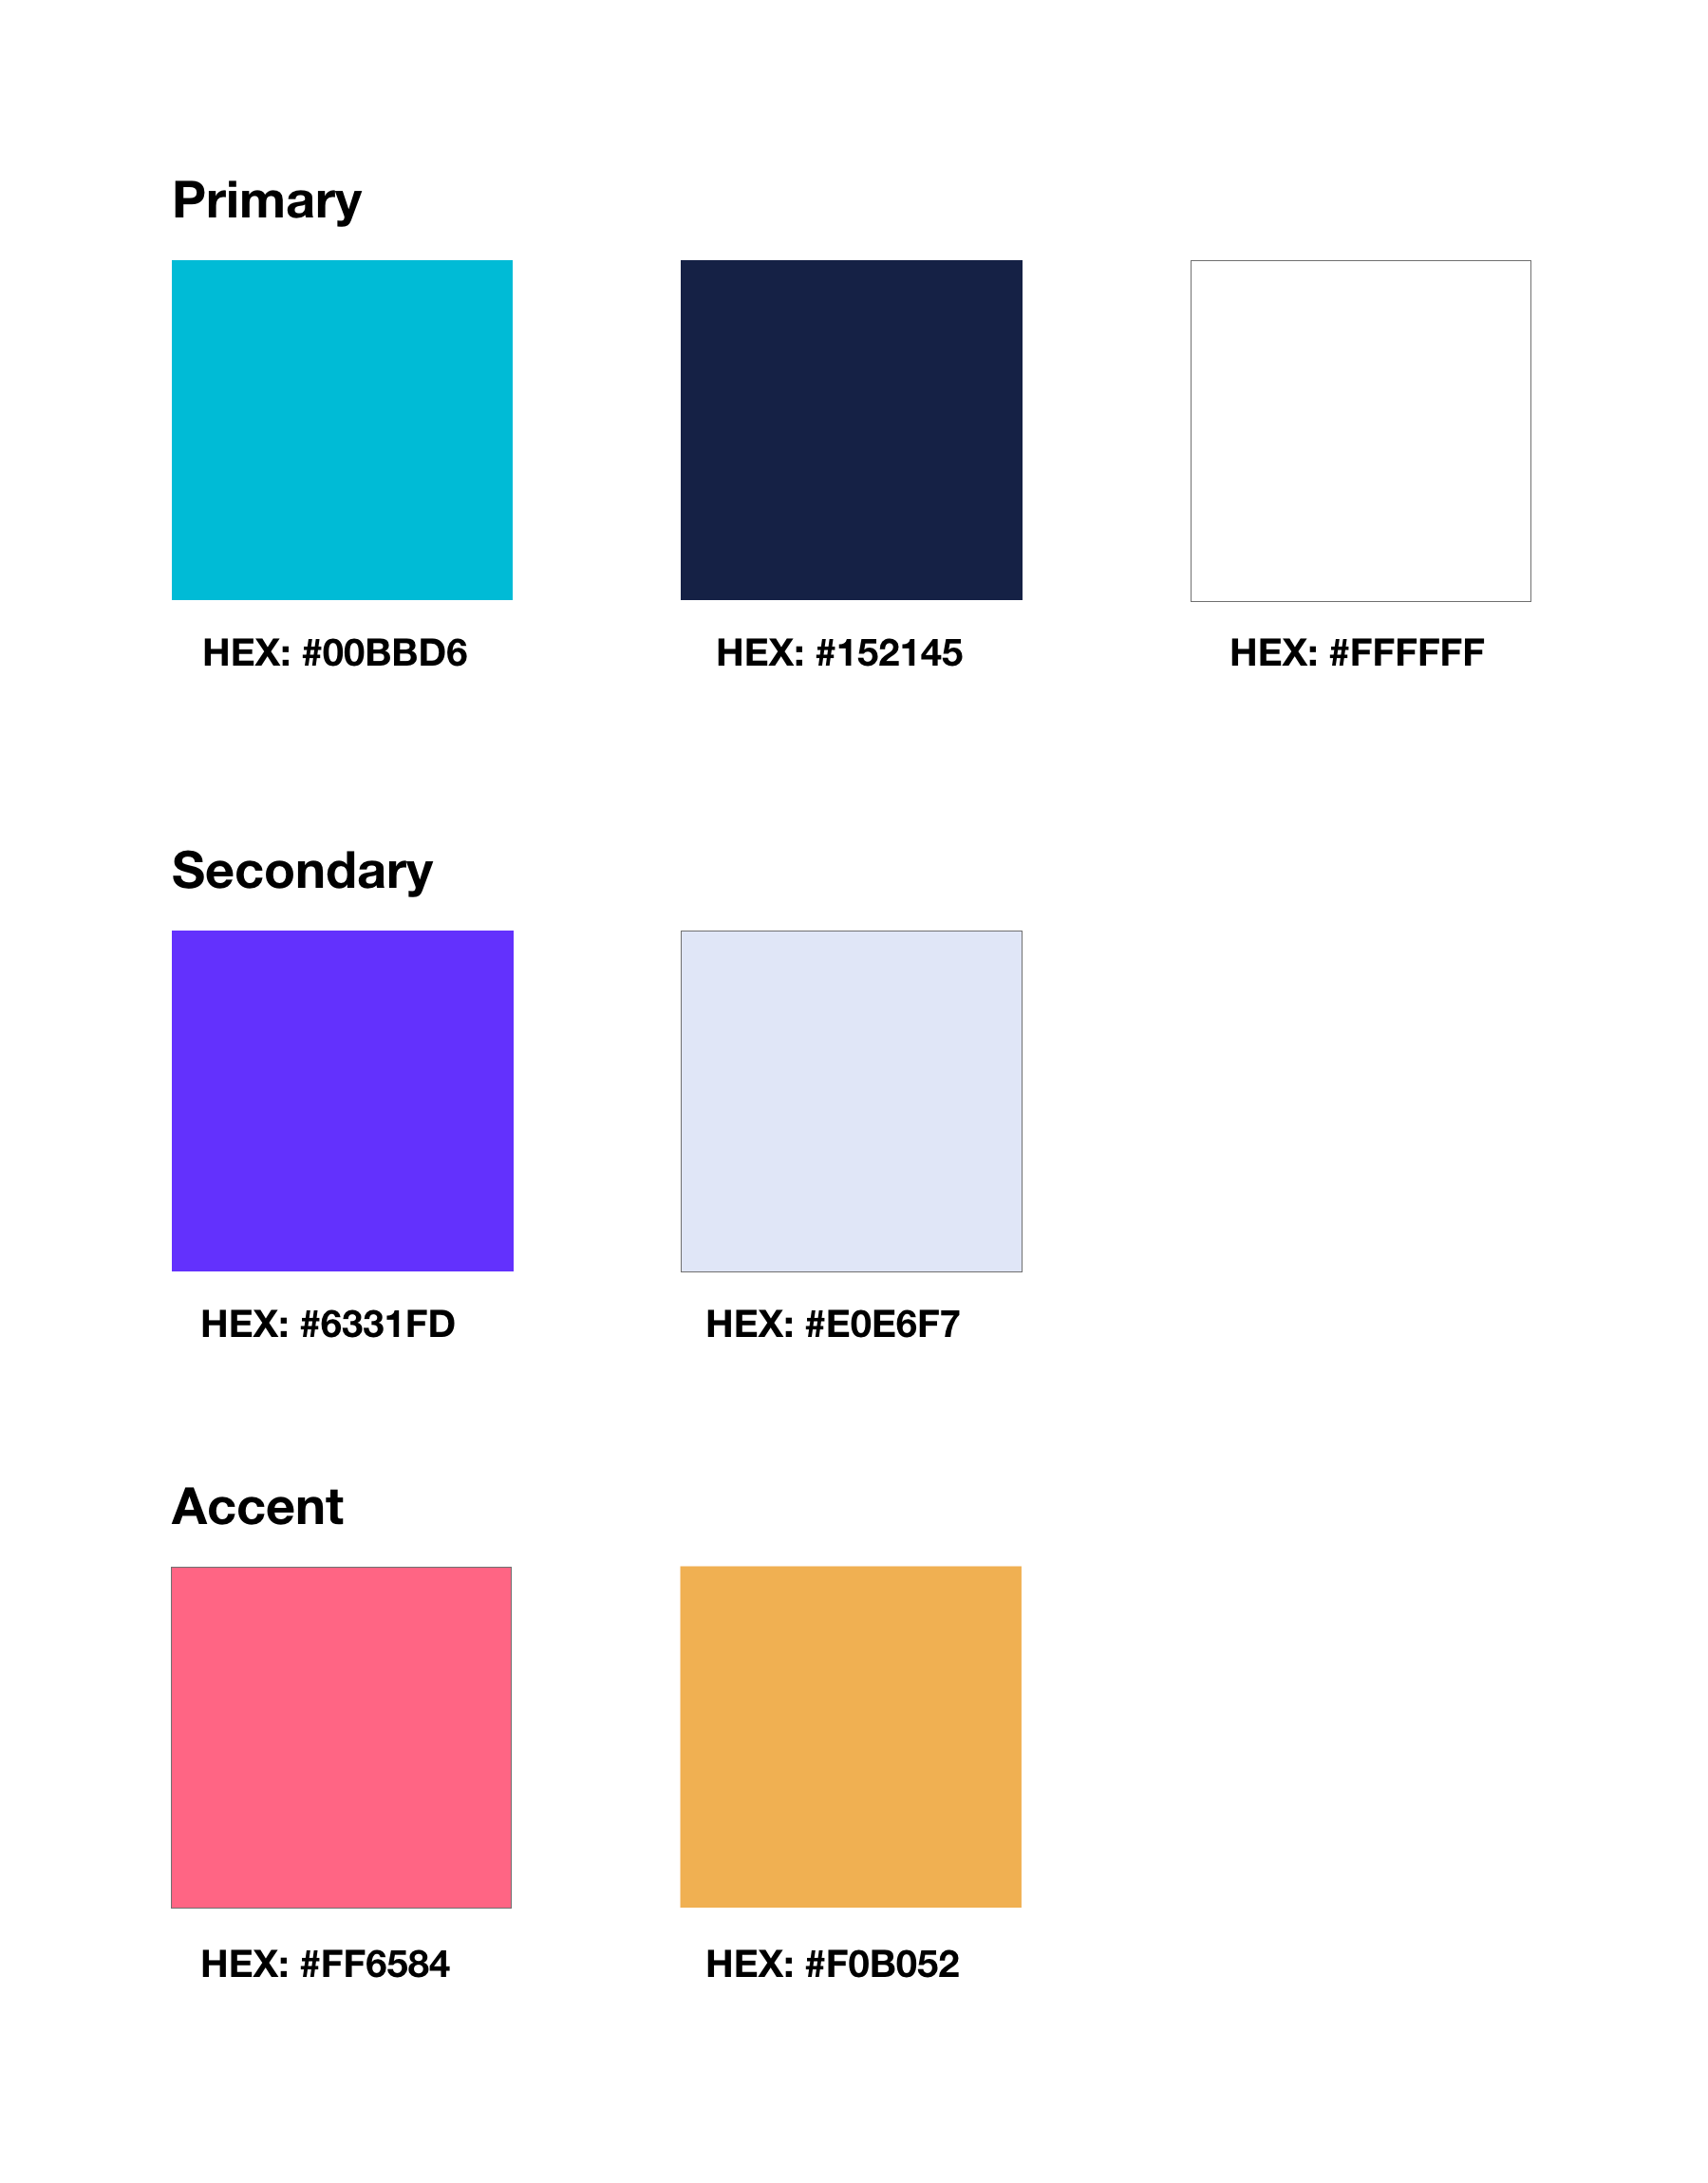 Primary
HEX: #00BBD6 HEX: #152145 HEX: #FFFFFF
Secondary
HEX: #6331FD HEX: #E0E6F7
Accent
HEX: #FF6584 HEX: #F0B052